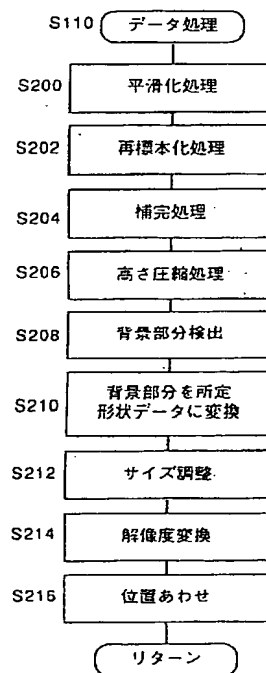 S110 データ処理
S200 平滑化処理
S202 再標本化処理
S204 補完処理
S206 高さ圧縮処理
S208 背景部分検出
S210 背景部分を所定
形状データに変換
S212 サイズ調整
S214 解像度変換
S216 位置あわせ
リターン